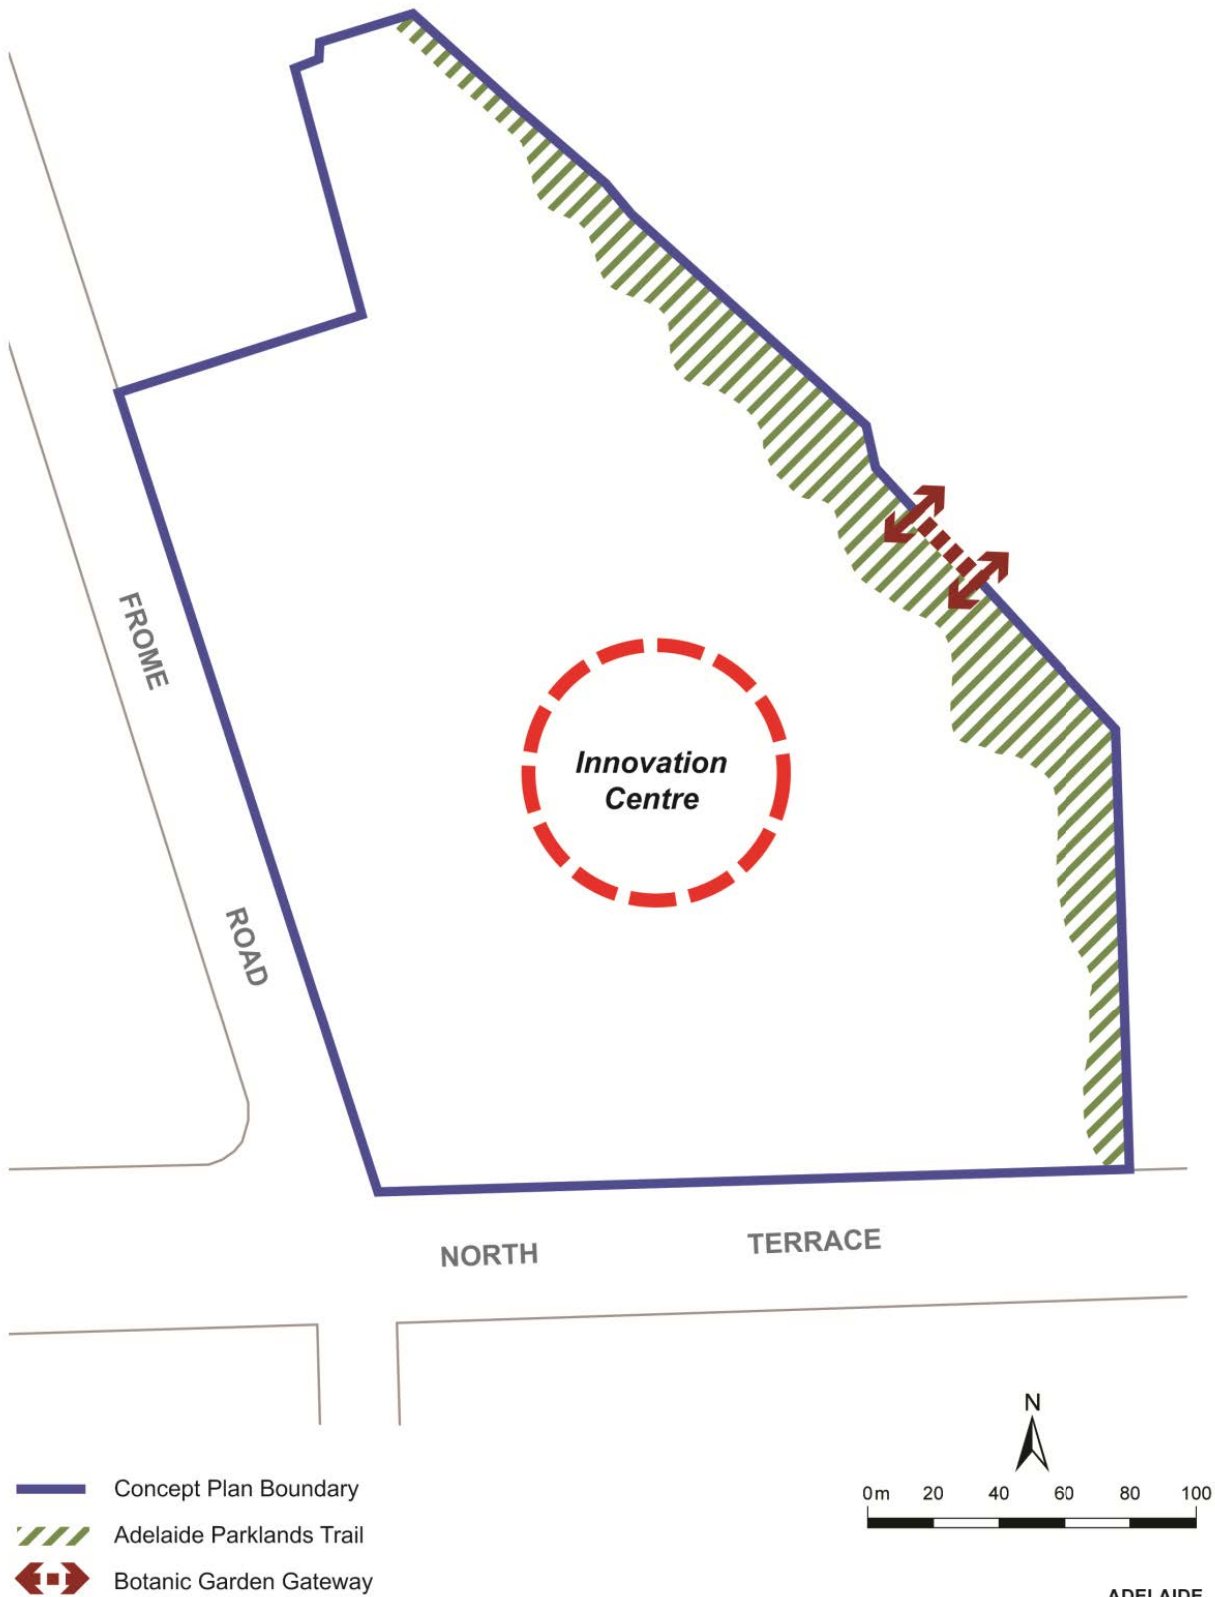 FROME
ROAD
Innovation
Centre
NORTH TERRACE
N
0m 20 40 60 80 100
Concept Plan Boundary
Adelaide Parklands Trail
Botanic Garden Gateway
ADELAIDE